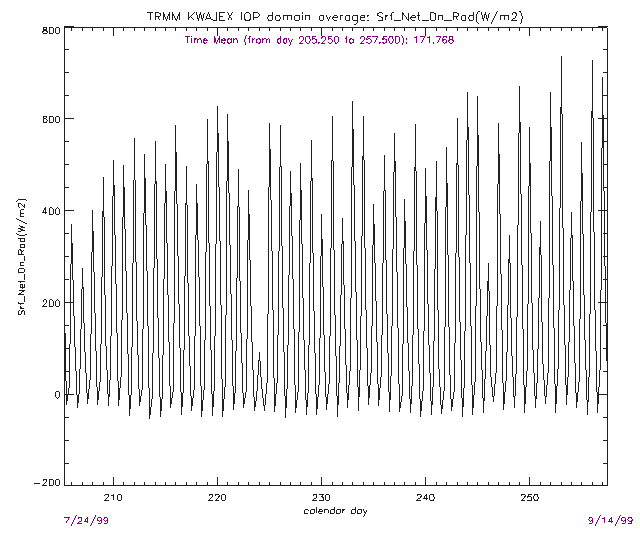 TRMM KWAJEX IOP domain average: Srf_Net_Dn_Rad(W/m2)
Time Mean (from day 205.250 to 257.500): 171.768
800
600
400
200
0
-200
Srf_Net_Dn_Rad(W/m2)
210 220 230 240 250
calendar day
7/24/99 9/14/99